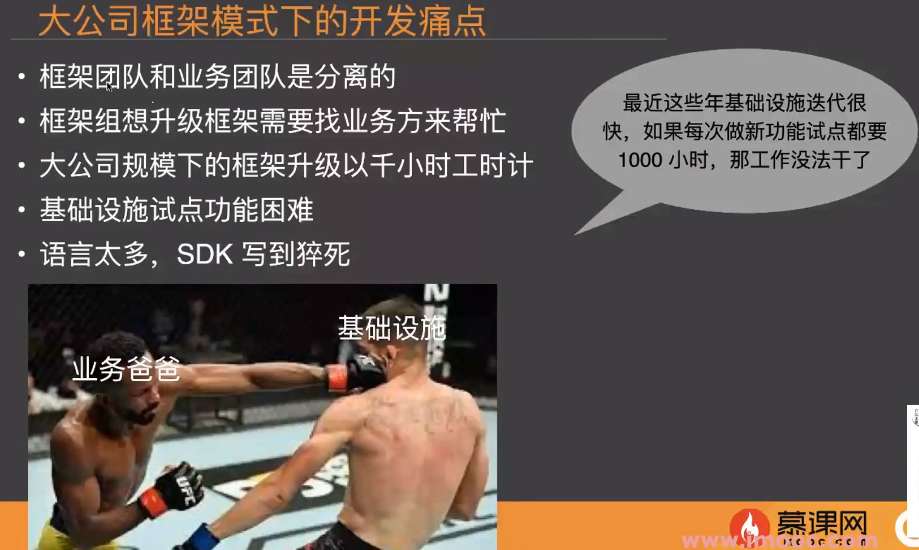 大公司框架模式下的开发痛点
• 框架团队和业务团队是分离的
• 框架组想升级框架需要找业务方来帮忙
• 大公司规模下的框架升级以千小时工时计
• 基础设施试点功能困难
• 语言太多，SDK 写到猝死
最近这些年基础设施迭代很
快，如果每次做新功能试点都要
1000 小时，那工作没法干了
基础设施
业务爸爸
UFC
慕课网
www.imooc.com